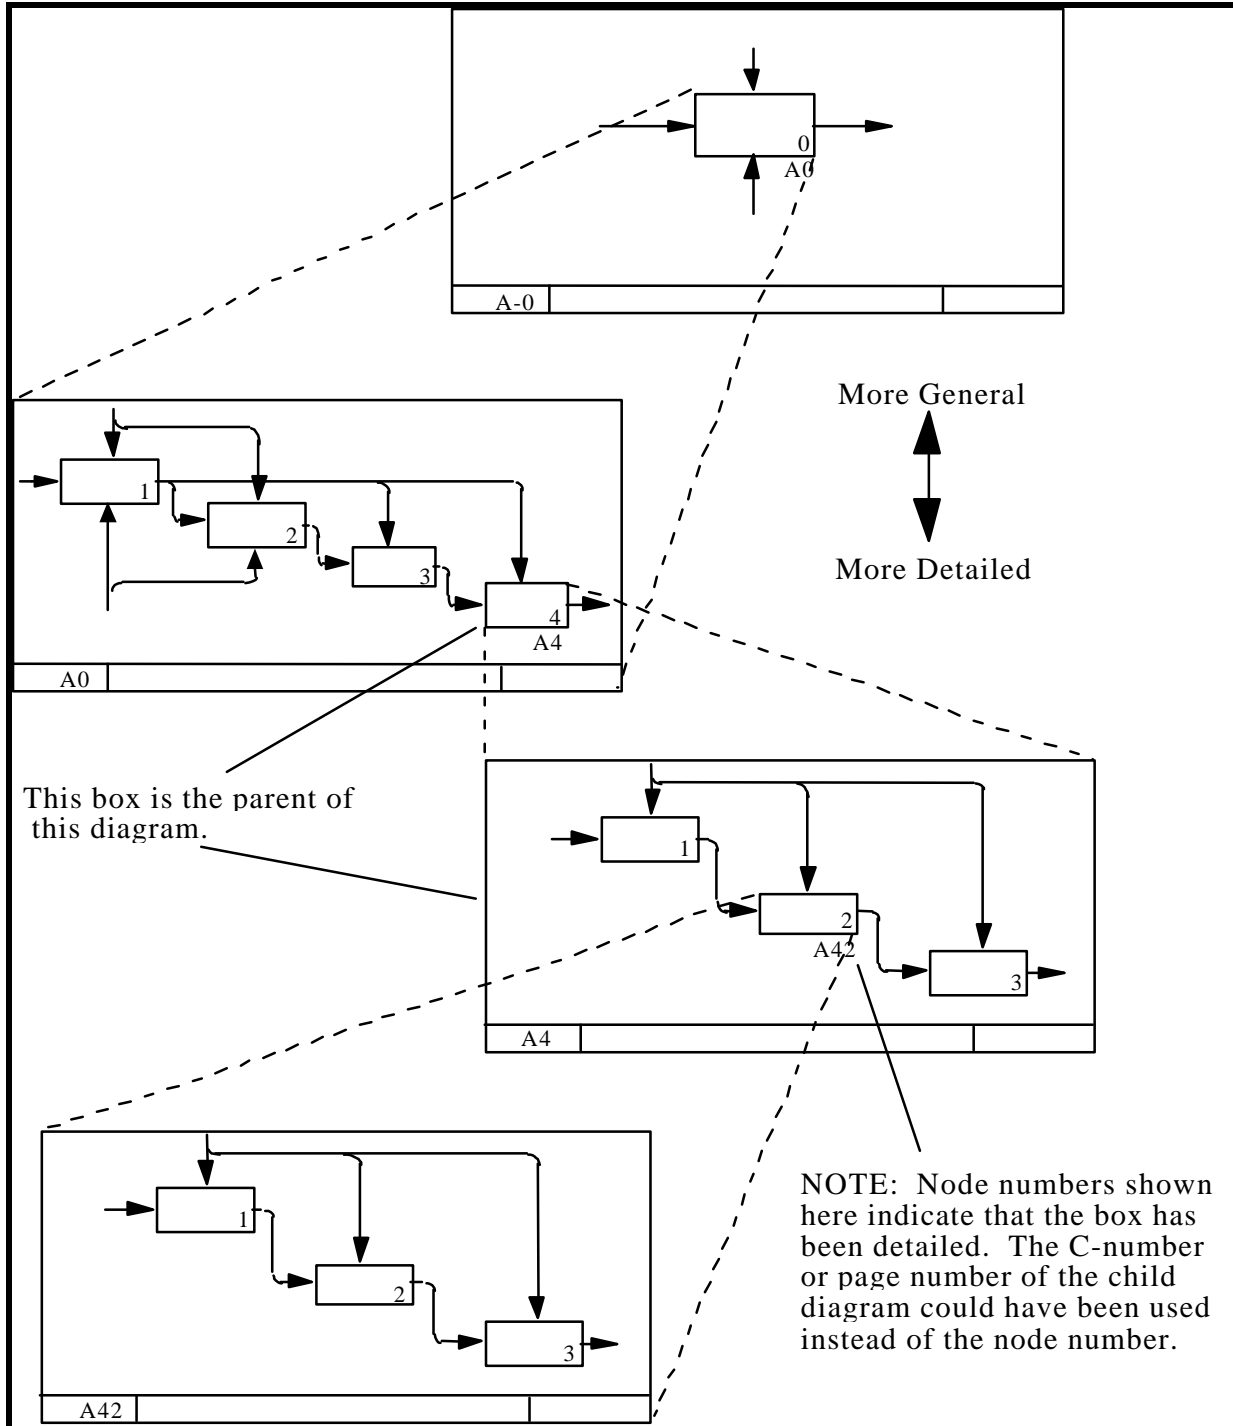 0
A0
A-0
More General
More Detailed
1
2
3
4
A4
A0
This box is the parent of
this diagram.
1
2
A42
3
A4
1
2
3
A42
NOTE: Node numbers shown
here indicate that the box has
been detailed. The C-number
or page number of the child
diagram could have been used
instead of the node number.